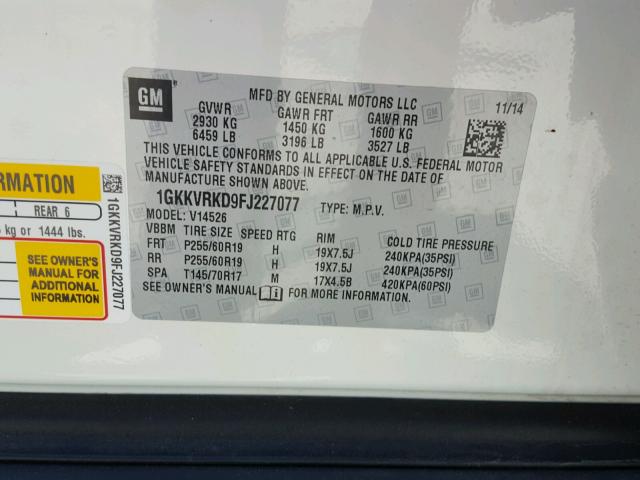 GM
MFD BY GENERAL MOTORS LLC
11/14
GVWR GAWR FRT GAWR RR
2930 KG 1450 KG 1600 KG
6459 LB 3196 LB 3527 LB
THIS VEHICLE CONFORMS TO ALL APPLICABLE U.S. FEDERAL MOTOR
VEHICLE SAFETY STANDARDS IN EFFECT ON THE DATE OF
MANUFACTURE SHOWN ABOVE.
1GKKVRKD9FJ227077 TYPE: M.P.V.
MODEL: V14526
VBBM TIRE SIZE SPEED RTG RIM COLD TIRE PRESSURE
FRT P255/60R19 H 19X7.5J 240KPA(35PSI)
RR P255/60R19 H 19X7.5J 240KPA(35PSI)
SPA T145/70R17 M 17X4.5B 420KPA(60PSI)
SEE OWNER'S MANUAL FOR MORE INFORMATION.
REAR 6
kg or 1444 lbs.
SEE OWNER'S
MANUAL FOR
ADDITIONAL
INFORMATION
1GKKVRKD9FJ227077